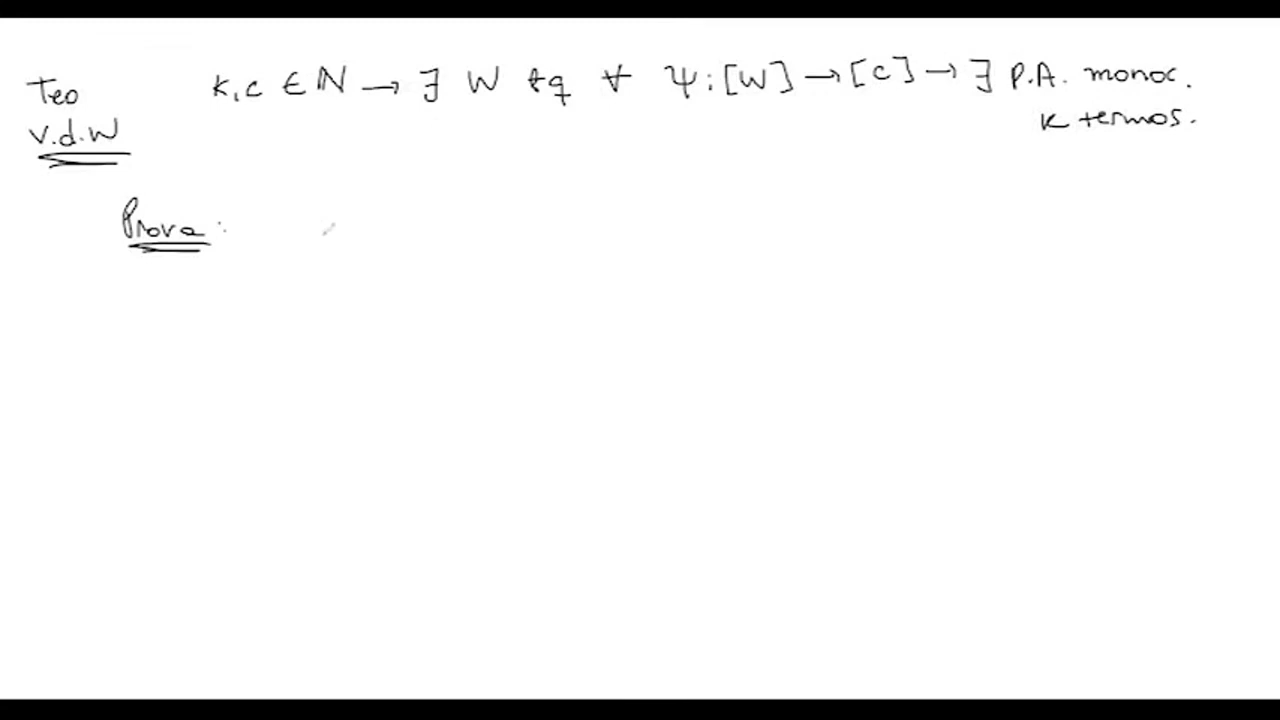 Teo k,c ∈ ℕ → ∃ W tq ∀ Ψ:[W] → [c] → ∃ P.A. monoc.
V.d.W k termos.
Prova: